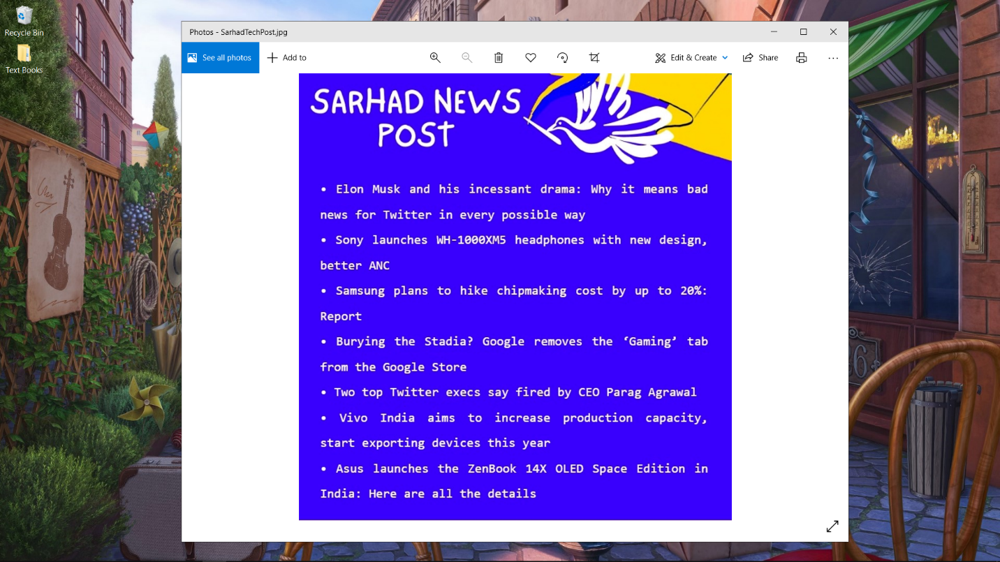 Recycle Bin
Text Books
Photos - SarhadTechPost.jpg
See all photos
Add to
Edit & Create
Share
SARHAD NEWS
POST
• Elon Musk and his incessant drama: Why it means bad
news for Twitter in every possible way
• Sony launches WH-1000XM5 headphones with new design,
better ANC
• Samsung plans to hike chipmaking cost by up to 20%:
Report
• Burying the Stadia? Google removes the ‘Gaming’ tab
from the Google Store
• Two top Twitter execs say fired by CEO Parag Agrawal
• Vivo India aims to increase production capacity,
start exporting devices this year
• Asus launches the ZenBook 14X OLED Space Edition in
India: Here are all the details